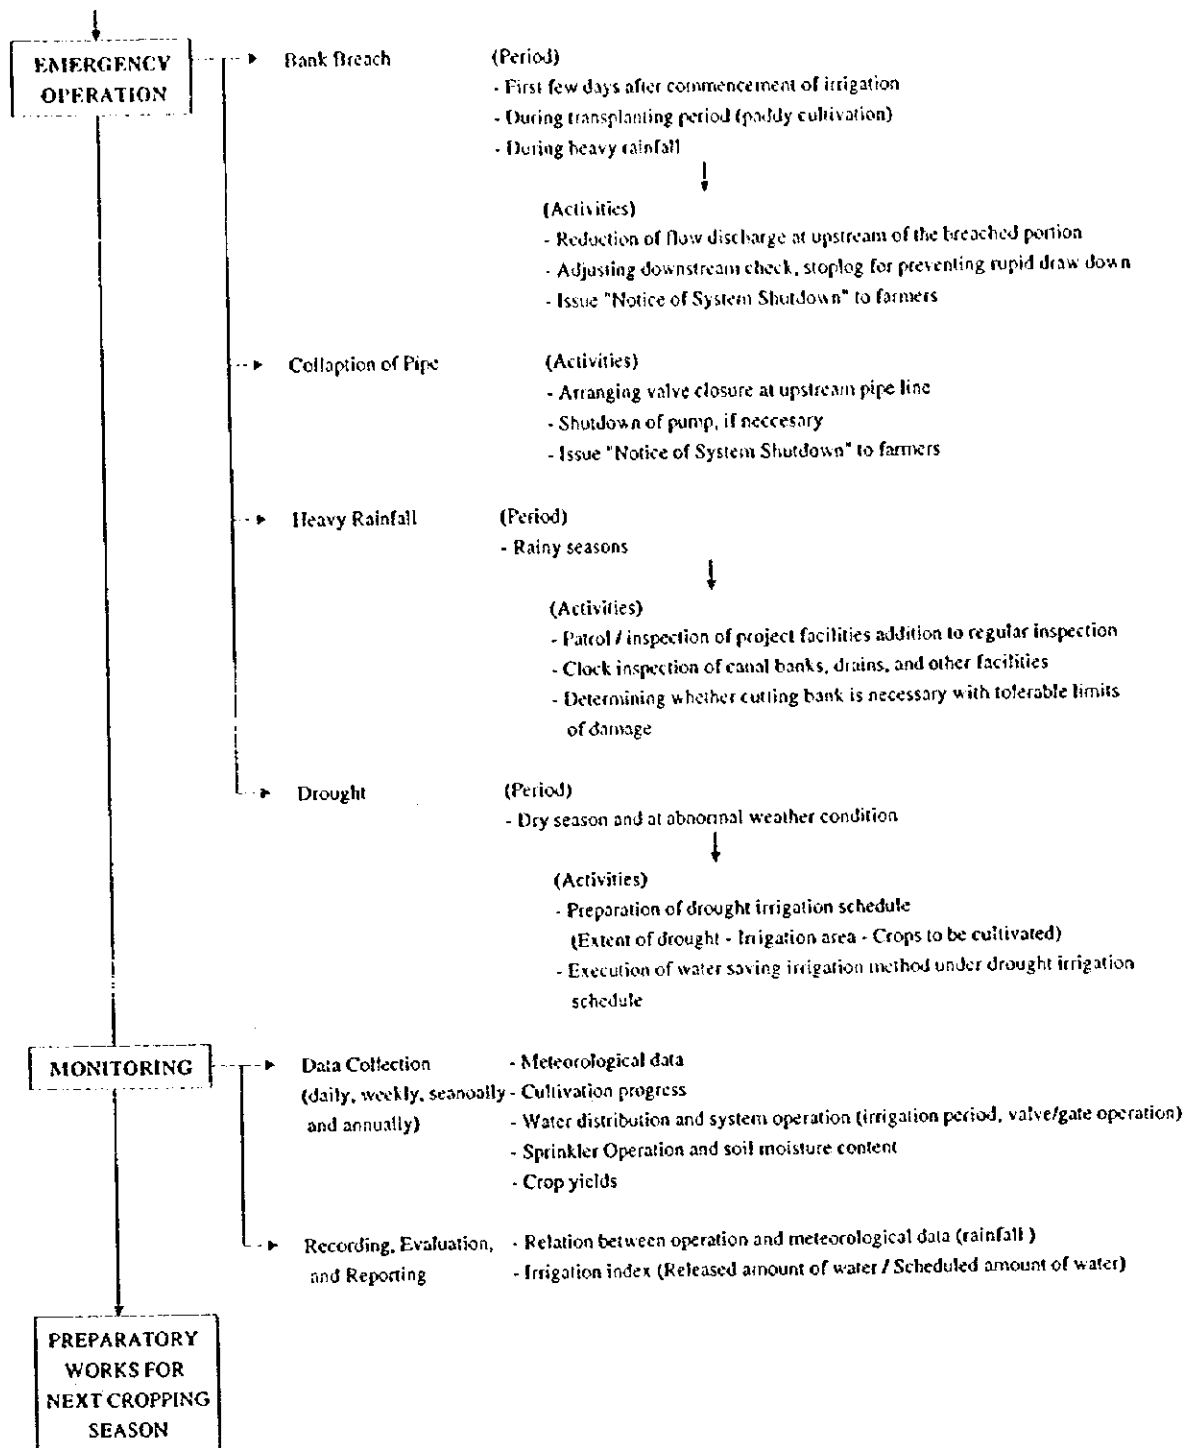 EMERGENCY
OPERATION
Bank Breach
(Period)
- First few days after commencement of irrigation
- During transplanting period (paddy cultivation)
- During heavy rainfall
(Activities)
- Reduction of flow discharge at upstream of the breached portion
- Adjusting downstream check, stoplog for preventing rupid draw down
- Issue "Notice of System Shutdown" to farmers
Collaption of Pipe
(Activities)
- Arranging valve closure at upstream pipe line
- Shutdown of pump, if neccesary
- Issue "Notice of System Shutdown" to farmers
Heavy Rainfall
(Period)
- Rainy seasons
(Activities)
- Patrol / inspection of project facilities addition to regular inspection
- Clock inspection of canal banks, drains, and other facilities
- Determining whether cutting bank is necessary with tolerable limits
of damage
Drought
(Period)
- Dry season and at abnormal weather condition
(Activities)
- Preparation of drought irrigation schedule
(Extent of drought - Irrigation area - Crops to be cultivated)
- Execution of water saving irrigation method under drought irrigation
schedule
MONITORING
Data Collection
(daily, weekly, seanoally
and annually)
- Meteorological data
- Cultivation progress
- Water distribution and system operation (irrigation period, valve/gate operation)
- Sprinkler Operation and soil moisture content
- Crop yields
Recording, Evaluation,
and Reporting
- Relation between operation and meteorological data (rainfall )
- Irrigation index (Released amount of water / Scheduled amount of water)
PREPARATORY
WORKS FOR
NEXT CROPPING
SEASON